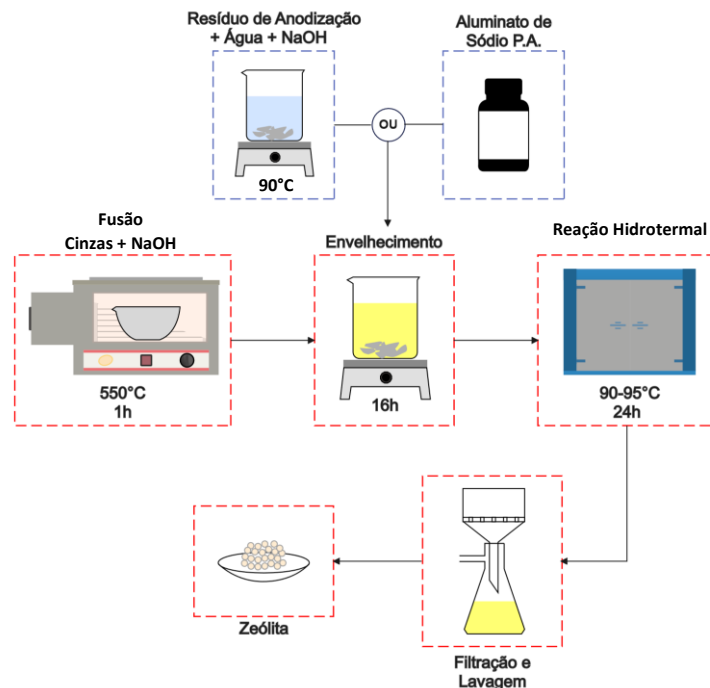 Resíduo de Anodização
+ Água + NaOH
90°C
OU
Aluminato de
Sódio P.A.
Fusão
Cinzas + NaOH
550°C
1h
Envelhecimento
16h
Reação Hidrotermal
90-95°C
24h
Zeólita
Filtração e
Lavagem